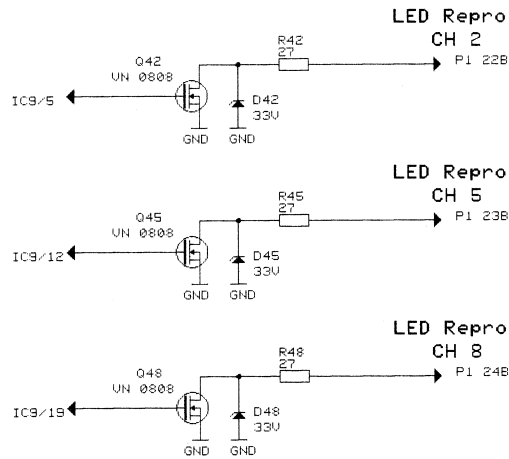 LED Repro
CH 2
R42
27
P1 22B
Q42
VN 0808
IC9/5
D42
33V
GND GND
LED Repro
CH 5
R45
27
P1 23B
Q45
VN 0808
IC9/12
D45
33V
GND GND
LED Repro
CH 8
R48
27
P1 24B
Q48
VN 0808
IC9/19
D48
33V
GND GND